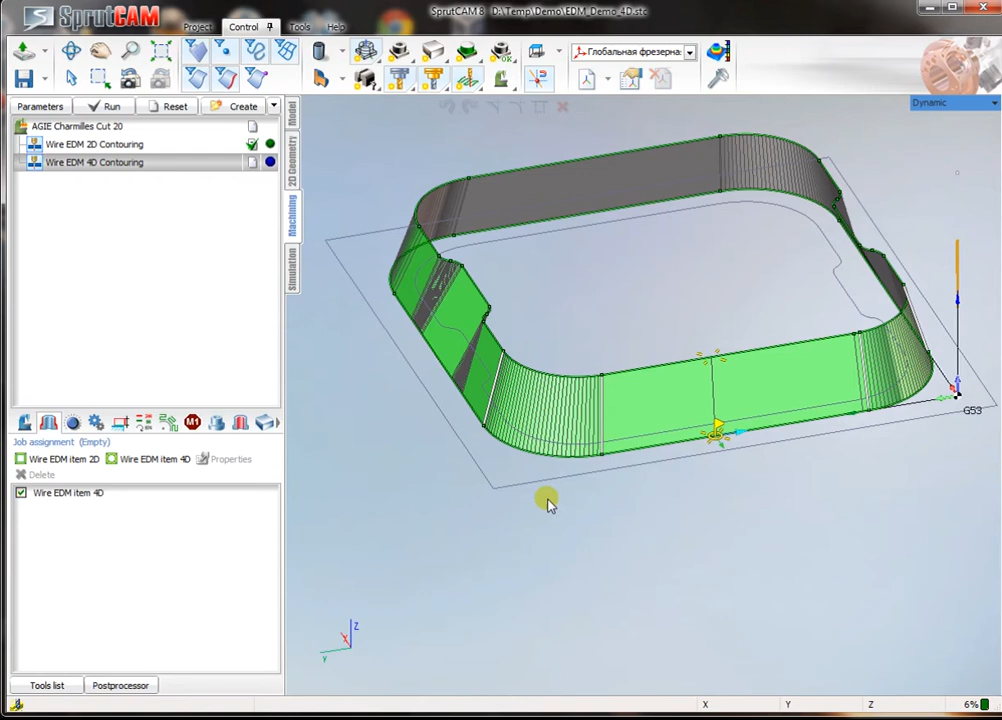 SprutCAM
Project
Control
Tools
Help
SprutCAM 8 D:\Temp\Demo\EDM_Demo_4D.stc
Глобальная фрезерна:
Parameters
Run
Reset
Create
Dynamic
AGIE Charmilles Cut 20
Wire EDM 2D Contouring
Wire EDM 4D Contouring
Model
2D Geometry
Machining
Simulation
OK
M1
Job assignment (Empty)
Wire EDM item 2D
Wire EDM item 4D
Properties
Delete
Wire EDM item 4D
G53
Z
X
Y
Tools list
Postprocessor
X
Y
Z
6%